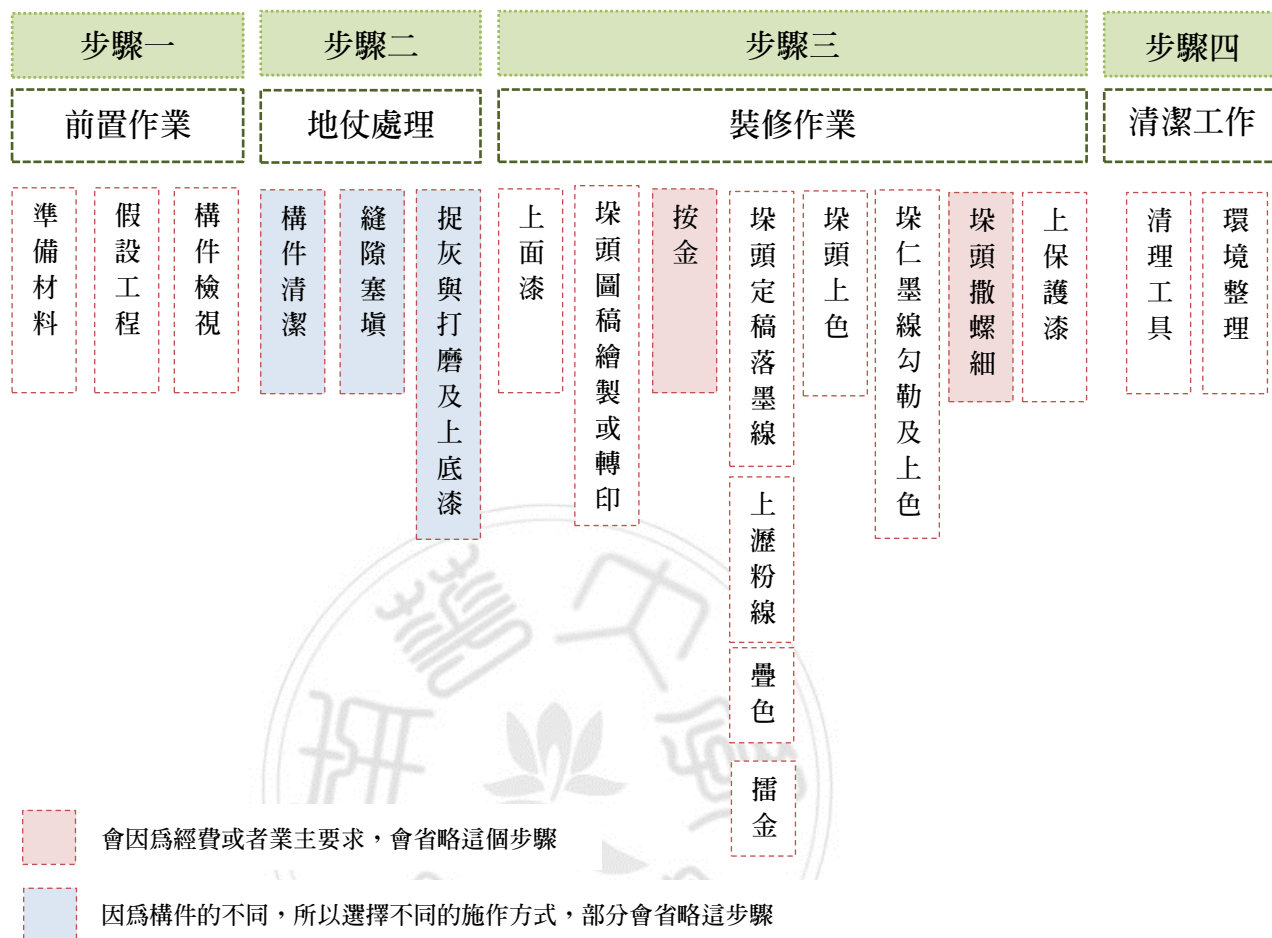 步驟一
步驟二
步驟三
步驟四
前置作業
地仗處理
裝修作業
清潔工作
準備材料
假設工程
構件檢視
構件清潔
縫隙塞填
捉灰與打磨及上底漆
上面漆
垛頭圖稿繪製或轉印
按金
垛頭定稿落墨線
上瀝粉線
疊色
擂金
垛頭上色
垛仁墨線勾勒及上色
垛頭撒螺細
上保護漆
清理工具
環境整理
會因為經費或者業主要求，會省略這個步驟
因為構件的不同，所以選擇不同的施作方式，部分會省略這步驟